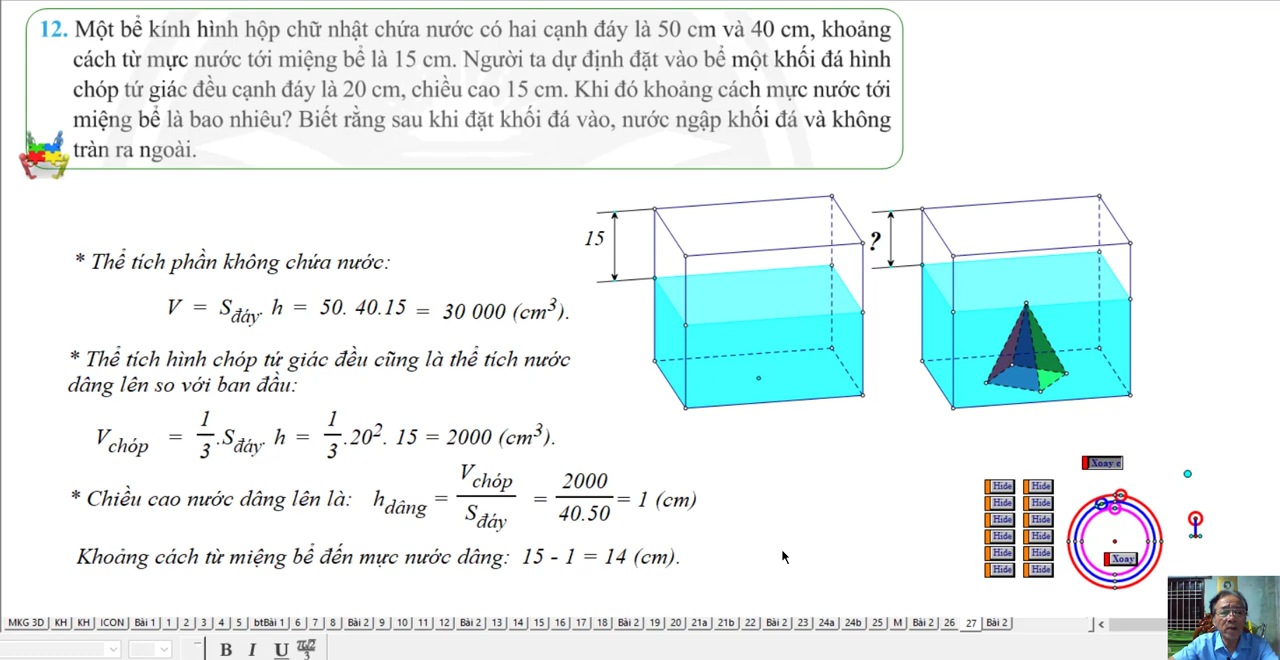 12. Một bể kính hình hộp chữ nhật chứa nước có hai cạnh đáy là 50 cm và 40 cm, khoảng
cách từ mực nước tới miệng bể là 15 cm. Người ta dự định đặt vào bể một khối đá hình
chóp tứ giác đều cạnh đáy là 20 cm, chiều cao 15 cm. Khi đó khoảng cách mực nước tới
miệng bể là bao nhiêu? Biết rằng sau khi đặt khối đá vào, nước ngập khối đá và không
tràn ra ngoài.
15
?
* Thể tích phần không chứa nước:
V = S đáy. h = 50. 40.15 = 30 000 (cm³).
* Thể tích hình chóp tứ giác đều cũng là thể tích nước
dâng lên so với ban đầu:
V chóp = 1/3 .S đáy. h = 1/3 .20². 15 = 2000 (cm³).
* Chiều cao nước dâng lên là: h dâng = V chóp / S đáy = 2000 / 40.50 = 1 (cm)
Khoảng cách từ miệng bể đến mực nước dâng: 15 - 1 = 14 (cm).
Xoay c
Hide Hide
Hide Hide
Hide Hide
Hide Hide
Hide Hide
Hide Hide
Xoay
MKG 3D KH KH ICON Bài 1 1 2 3 4 5 btBài 1 6 7 8 Bài 2 9 10 11 12 Bài 2 13 14 15 16 17 18 Bài 2 19 20 21a 21b 22 Bài 2 23 24a 24b 25 M Bài 2 26 27 Bài 2 <
B I U